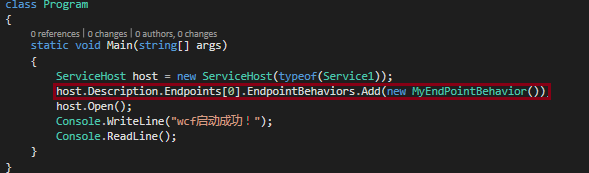 class Program
{
0 references | 0 changes | 0 authors, 0 changes
static void Main(string[] args)
{
ServiceHost host = new ServiceHost(typeof(Service1));
host.Description.Endpoints[0].EndpointBehaviors.Add(new MyEndPointBehavior())
host.Open();
Console.WriteLine("wcf启动成功！");
Console.ReadLine();
}
}